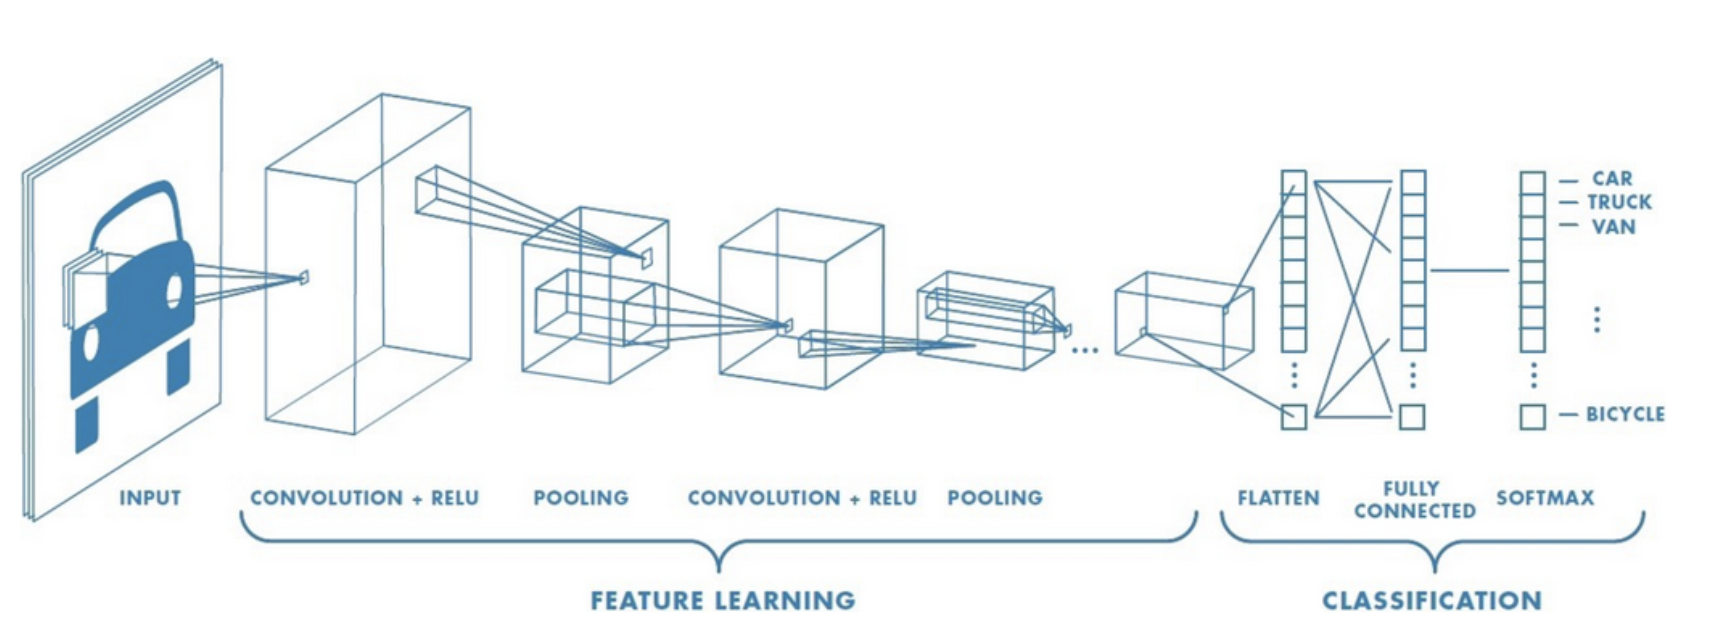 CAR
TRUCK
VAN
BICYCLE
INPUT
CONVOLUTION + RELU
POOLING
CONVOLUTION + RELU
POOLING
FLATTEN
FULLY
CONNECTED
SOFTMAX
FEATURE LEARNING
CLASSIFICATION